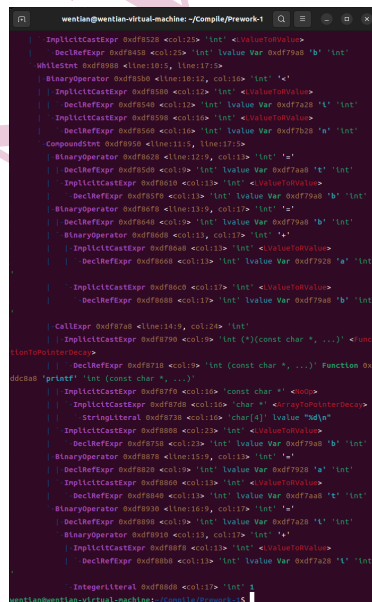 wentian@wentian-virtual-machine: ~/Compile/Prework-1
| | `-ImplicitCastExpr 0xdf8528 <col:25> 'int' <LValueToRValue>
| |   `-DeclRefExpr 0xdf8458 <col:25> 'int' lvalue Var 0xdf79a8 'b' 'int'
`-WhileStmt 0xdf8988 <line:10:5, line:17:5>
|-BinaryOperator 0xdf85b0 <line:10:12, col:16> 'int' '<'
| |-ImplicitCastExpr 0xdf8580 <col:12> 'int' <LValueToRValue>
| | `-DeclRefExpr 0xdf8540 <col:12> 'int' lvalue Var 0xdf7a28 'i' 'int'
| `-ImplicitCastExpr 0xdf8598 <col:16> 'int' <LValueToRValue>
|   `-DeclRefExpr 0xdf8560 <col:16> 'int' lvalue Var 0xdf7b28 'n' 'int'
`-CompoundStmt 0xdf8950 <line:11:5, line:17:5>
|-BinaryOperator 0xdf8628 <line:12:9, col:13> 'int' '='
| |-DeclRefExpr 0xdf85d0 <col:9> 'int' lvalue Var 0xdf7aa8 't' 'int'
| `-ImplicitCastExpr 0xdf8610 <col:13> 'int' <LValueToRValue>
|   `-DeclRefExpr 0xdf85f0 <col:13> 'int' lvalue Var 0xdf79a8 'b' 'int'
|-BinaryOperator 0xdf86f8 <line:13:9, col:17> 'int' '='
| |-DeclRefExpr 0xdf8648 <col:9> 'int' lvalue Var 0xdf79a8 'b' 'int'
| `-BinaryOperator 0xdf86d8 <col:13, col:17> 'int' '+'
|   |-ImplicitCastExpr 0xdf86a8 <col:13> 'int' <LValueToRValue>
|   | `-DeclRefExpr 0xdf8668 <col:13> 'int' lvalue Var 0xdf7928 'a' 'int
'
|   `-ImplicitCastExpr 0xdf86c0 <col:17> 'int' <LValueToRValue>
|     `-DeclRefExpr 0xdf8688 <col:17> 'int' lvalue Var 0xdf79a8 'b' 'int
'
|-CallExpr 0xdf87a8 <line:14:9, col:24> 'int'
| |-ImplicitCastExpr 0xdf8790 <col:9> 'int (*)(const char *, ...)' <Func
tionToPointerDecay>
| | `-DeclRefExpr 0xdf8718 <col:9> 'int (const char *, ...)' Function 0x
ddc8a8 'printf' 'int (const char *, ...)'
| |-ImplicitCastExpr 0xdf87f0 <col:16> 'const char *' <NoOp>
| | `-ImplicitCastExpr 0xdf87d8 <col:16> 'char *' <ArrayToPointerDecay>
| |   `-StringLiteral 0xdf8738 <col:16> 'char[4]' lvalue "%d\n"
| `-ImplicitCastExpr 0xdf8808 <col:23> 'int' <LValueToRValue>
|   `-DeclRefExpr 0xdf8758 <col:23> 'int' lvalue Var 0xdf79a8 'b' 'int'
|-BinaryOperator 0xdf8878 <line:15:9, col:13> 'int' '='
| |-DeclRefExpr 0xdf8820 <col:9> 'int' lvalue Var 0xdf7928 'a' 'int'
| `-ImplicitCastExpr 0xdf8860 <col:13> 'int' <LValueToRValue>
|   `-DeclRefExpr 0xdf8840 <col:13> 'int' lvalue Var 0xdf7aa8 't' 'int'
`-BinaryOperator 0xdf8930 <line:16:9, col:17> 'int' '='
|-DeclRefExpr 0xdf8898 <col:9> 'int' lvalue Var 0xdf7a28 'i' 'int'
`-BinaryOperator 0xdf8910 <col:13, col:17> 'int' '+'
|-ImplicitCastExpr 0xdf88f8 <col:13> 'int' <LValueToRValue>
| `-DeclRefExpr 0xdf88b8 <col:13> 'int' lvalue Var 0xdf7a28 'i' 'int
'
`-IntegerLiteral 0xdf88d8 <col:17> 'int' 1
wentian@wentian-virtual-machine:~/Compile/Prework-1$